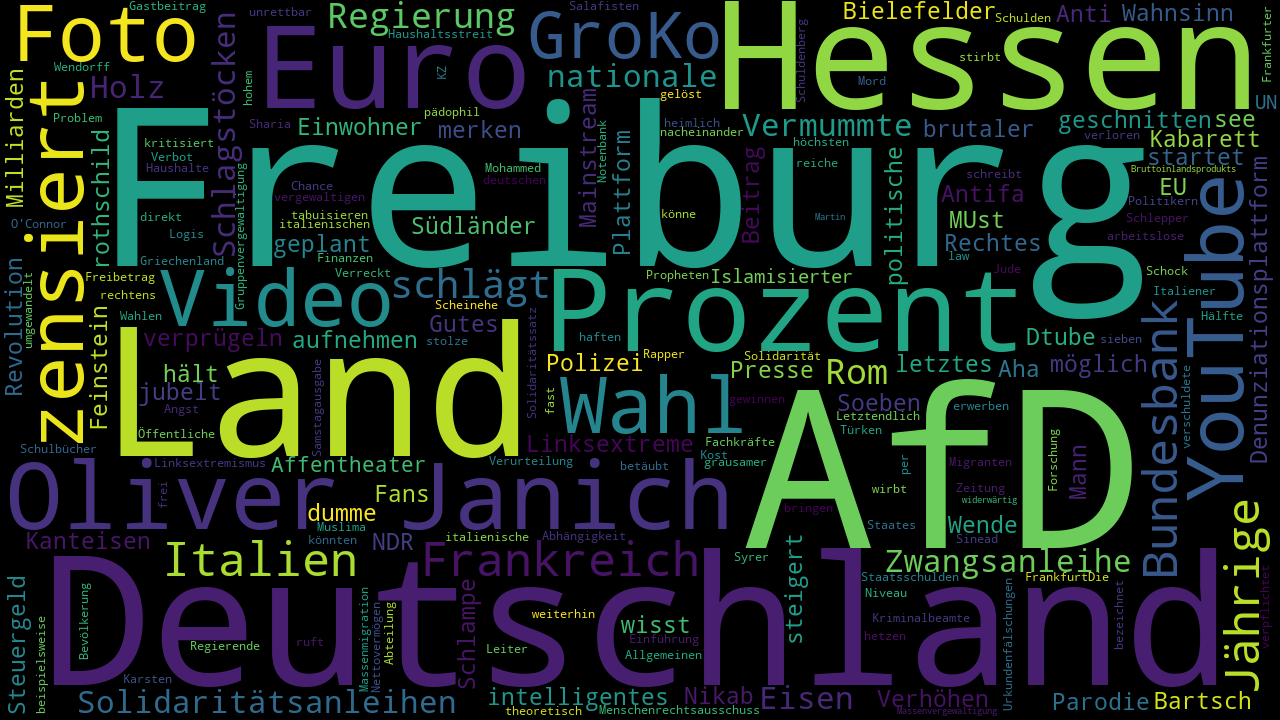 Gastbeitrag
Foto
unrettbar
Regierung
Haushaltsstreit
Salafisten
GroKo
Hessen
Bielefelder
Schulden
Anti
Wahnsinn
Frankfurter
Wendorff
Holz
Schlagstöcken
Euro
KZ
nationale
Schuldenberg
Mord
stirbt
UN
Milliarden
zensiert
Problem
hohem
pädophil
gelöst
Sharia
Einwohner
merken
Mainstream
Notenbank
heimlich
nacheinander
Vermummte
brutaler
geschnitten
see
verloren
Kabarett
rothschild
kritisiert
Verbot
Haushalte
Freiburg
Gruppenvergewaltigung
Mohammed
deutschen
Plattform
Beitrag
höchsten
reiche
politische
schreibt
startet
Bruttoinlandsprodukts
Chance
vergewaltigen
Antifa
EU
Politikern
Denunziationsplattform
O'Connor
direkt
tabuisieren
italienischen
Logis
Südländer
könne
Martin
MUst
Schlepper
arbeitslose
geplant
Rechtes
law
Griechenland
Finanzen
Verreckt
Revolution
umgewandelt
Freibetrag
rechtens
Video
schlägt
Prozent
Propheten
Islamisierter
Jude
Schock
YouTube
Italiener
Scheinehe
Wahlen
Gutes
stolze
Solidaritätsatz
haften
Hälfte
Feinstein
verprügeln
aufnehmen
Dtube
sieben
Land
Polizei
Rapper
Solidarität
Presse
Rom
letztes
Aha
möglich
hält
jubelt
Samstagausgabe
Angst
fast
Wahl
gewinnen
AfD
Soeben
erwerben
Bundesbank
verschuldete
Öffentliche
Letztendlich
Türken
Schulbücher
Linksextreme
Fachkräfte
Forschung
Mann
Linksextremismus
Affentheater
Verurteilung
betäubt
Kost
grausamer
per
Migranten
Oliver Janich
frei
Fans
wirbt
Zeitung
widerwärtig
dumme
bringen
Muslima
Staates
Wende
Jährige
Kanteisen
könnten
NDR
italienische
Abhängigkeit
Sinead
Italien
Frankreich
Syrer
steigert
Zwangsanleihe
Steuergeld
Deutschland
Schlampe
Staatsschulden
FrankfurtDie
verpflichtet
Niveau
Urkundenfälschungen
bezeichnet
beispielsweise
Bevölkerung
Massenmigration
Nettovermögen
Abteilung
weiterhin
wisst
Kriminalbeamte
Regierende
ruft
Einführung
hetzen
Leiter
Allgemeinen
Karsten
Solidaritätsanleihen
intelligentes
Nikab
Eisen
Verhöhen
Parodie
Bartsch
theoretisch
Menschenrechtsausschuss
Massenvergewaltigung